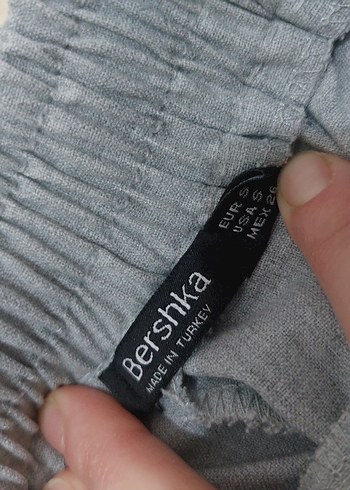 Bershka
MADE IN TURKEY
EUR S
USA S
MEX 26